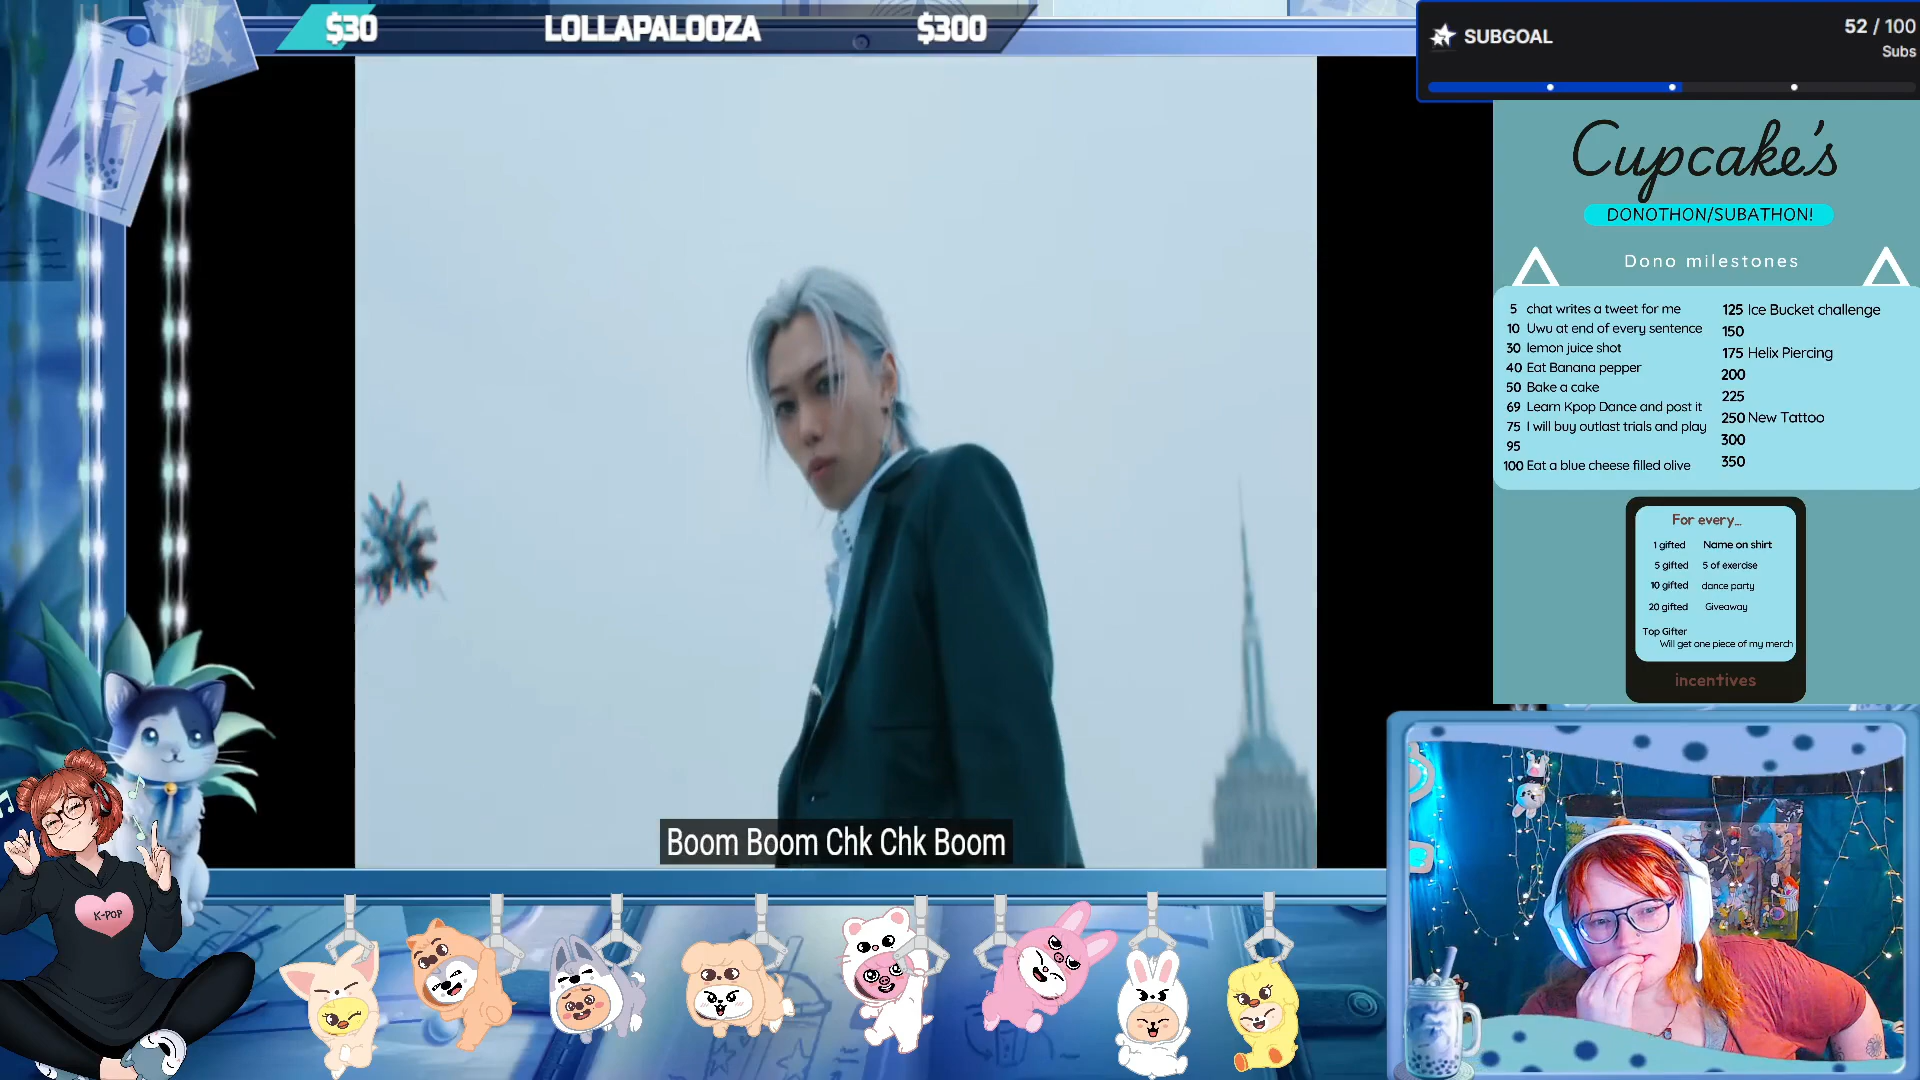 $30 LOLLAPALOOZA $300
SUBGOAL 52 / 100
Subs
Cupcake's
DONOTHON/SUBATHON!
Dono milestones
5 chat writes a tweet for me
10 Uwu at end of every sentence
30 lemon juice shot
40 Eat Banana pepper
50 Bake a cake
69 Learn Kpop Dance and post it
75 I will buy outlast trials and play
95
100 Eat a blue cheese filled olive
125 Ice Bucket challenge
150
175 Helix Piercing
200
225
250 New Tattoo
300
350
For every...
1 gifted Name on shirt
5 gifted 5 of exercise
10 gifted dance party
20 gifted Giveaway
Top Gifter
Will get one piece of my merch
incentives
Boom Boom Chk Chk Boom
K-POP